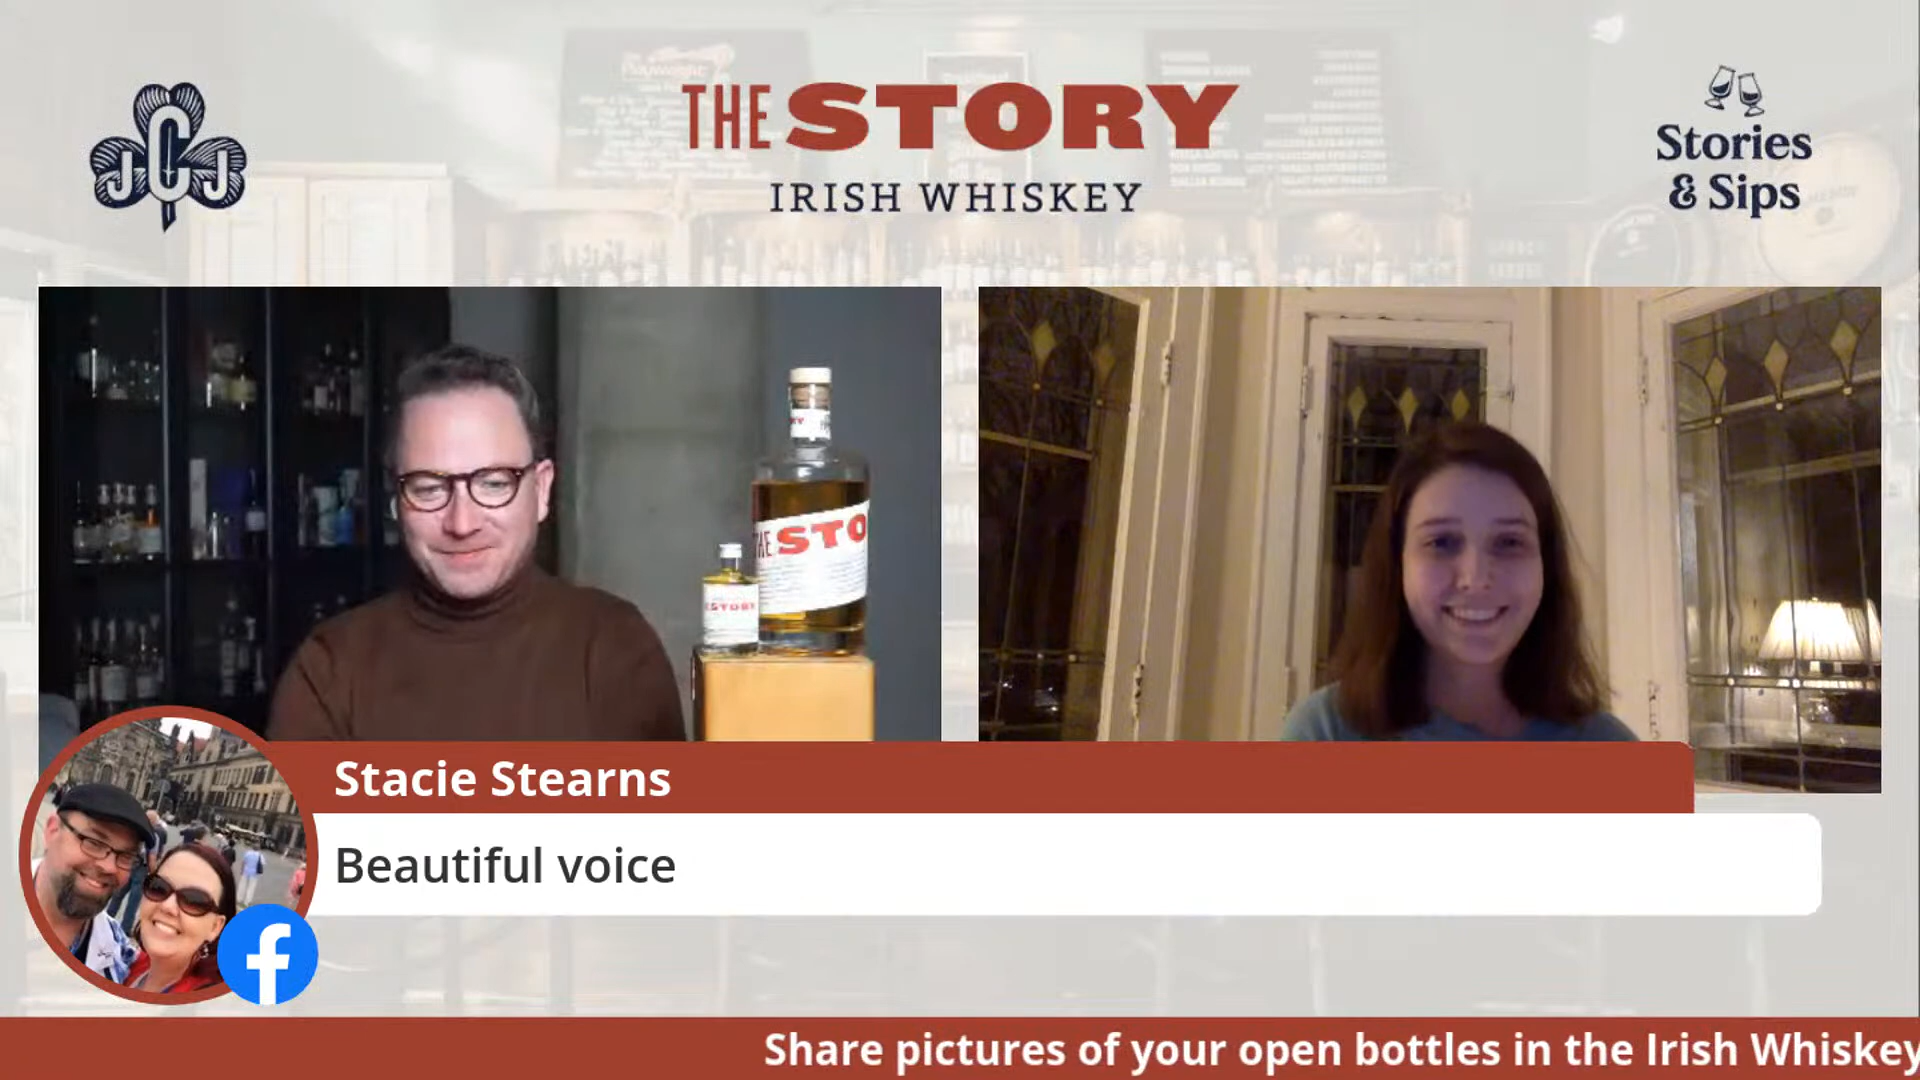 JCJ
THE STORY
IRISH WHISKEY
Stories
& Sips
HE STO
STORY
Stacie Stearns
Beautiful voice
Share pictures of your open bottles in the Irish Whiskey